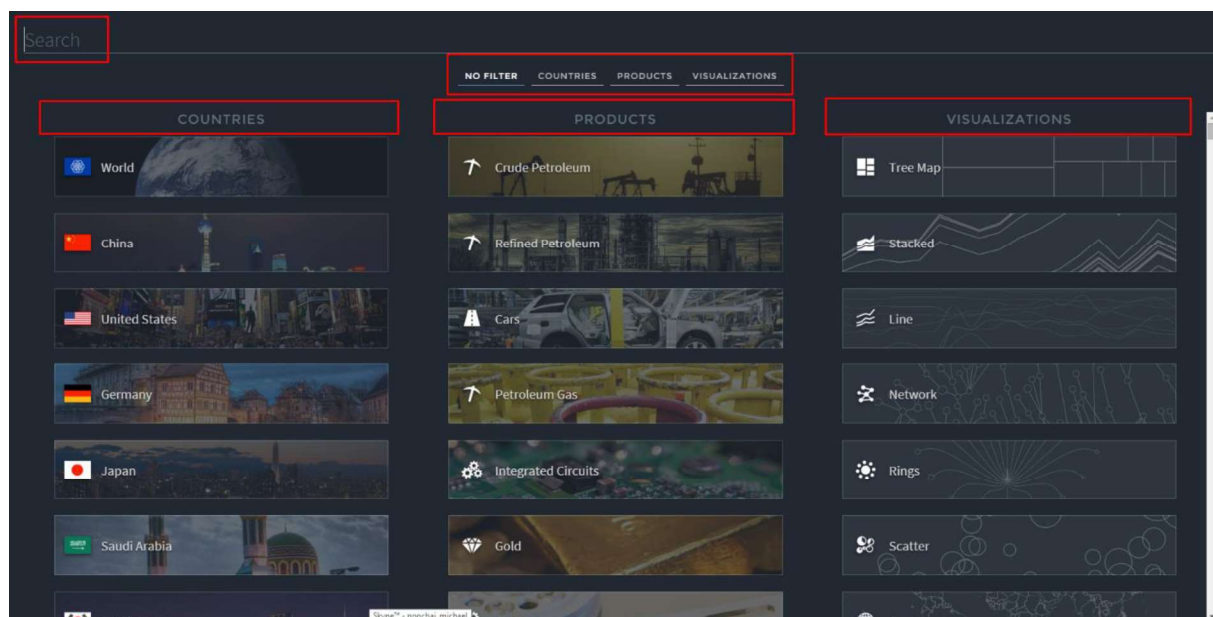 Search
NO FILTER COUNTRIES PRODUCTS VISUALIZATIONS
COUNTRIES
World
China
United States
Germany
Japan
Saudi Arabia
PRODUCTS
Crude Petroleum
Refined Petroleum
Cars
Petroleum Gas
Integrated Circuits
Gold
VISUALIZATIONS
Tree Map
Stacked
Line
Network
Rings
Scatter